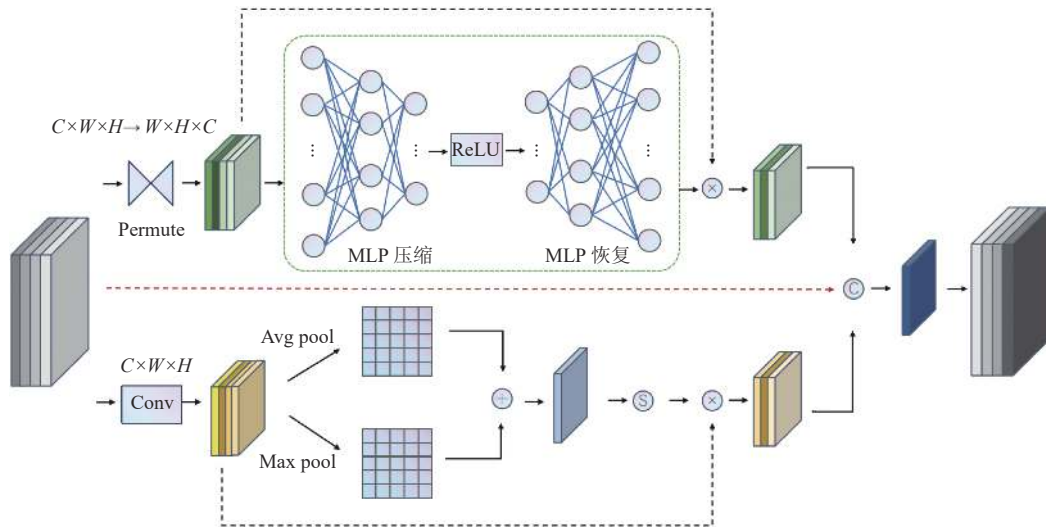 C×W×H→W×H×C
Permute
⋮
⋮
⋮
ReLU
⋮
⋮
⋮
×
MLP 压缩
MLP 恢复
C
C×W×H
Conv
Avg pool
Max pool
+
S
×